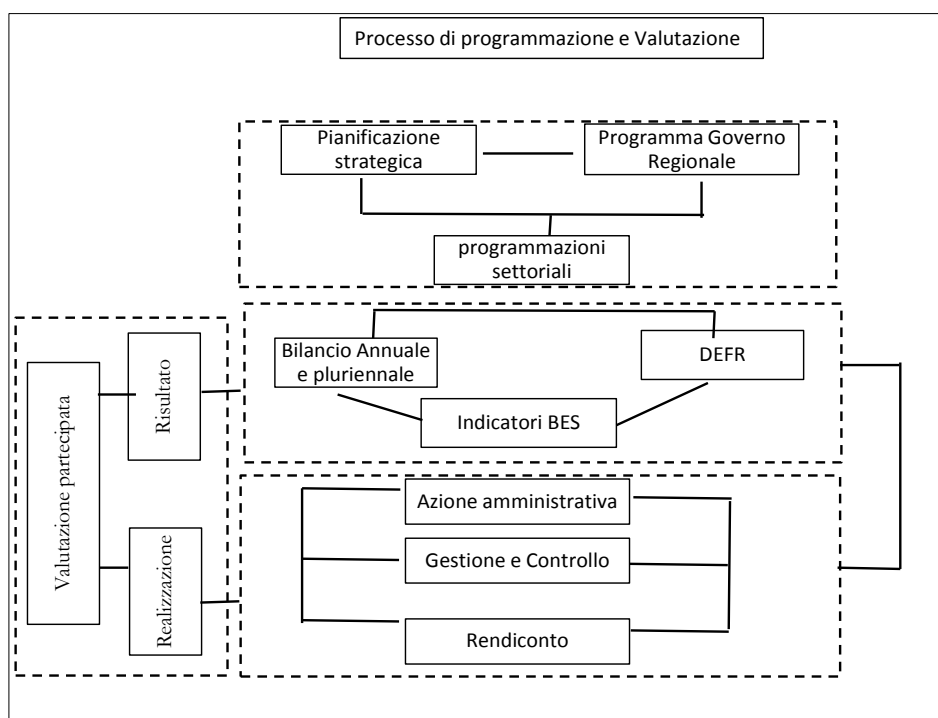 Processo di programmazione e Valutazione
Pianificazione
strategica
Programma Governo
Regionale
programmazioni
settoriali
Valutazione partecipata
Risultato
Realizzazione
Bilancio Annuale
e pluriennale
DEFR
Indicatori BES
Azione amministrativa
Gestione e Controllo
Rendiconto